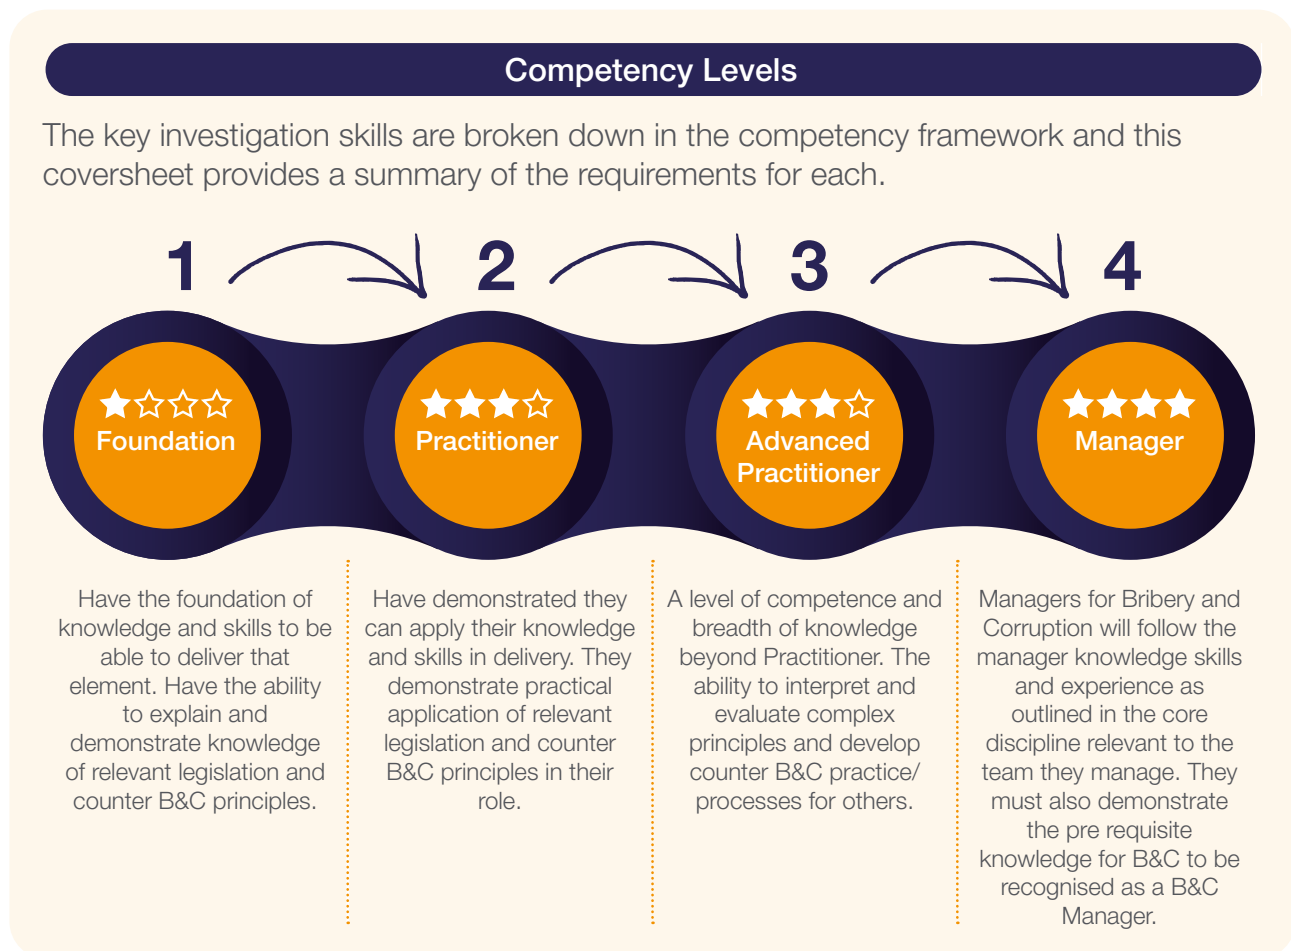 Competency Levels
The key investigation skills are broken down in the competency framework and this
coversheet provides a summary of the requirements for each.
1
2
3
4
Foundation
Practitioner
Advanced
Practitioner
Manager
Have the foundation of
knowledge and skills to be
able to deliver that
element. Have the ability
to explain and
demonstrate knowledge
of relevant legislation and
counter B&C principles.
Have demonstrated they
can apply their knowledge
and skills in delivery. They
demonstrate practical
application of relevant
legislation and counter
B&C principles in their
role.
A level of competence and
breadth of knowledge
beyond Practitioner. The
ability to interpret and
evaluate complex
principles and develop
counter B&C practice/
processes for others.
Managers for Bribery and
Corruption will follow the
manager knowledge skills
and experience as
outlined in the core
discipline relevant to the
team they manage. They
must also demonstrate
the pre requisite
knowledge for B&C to be
recognised as a B&C
Manager.